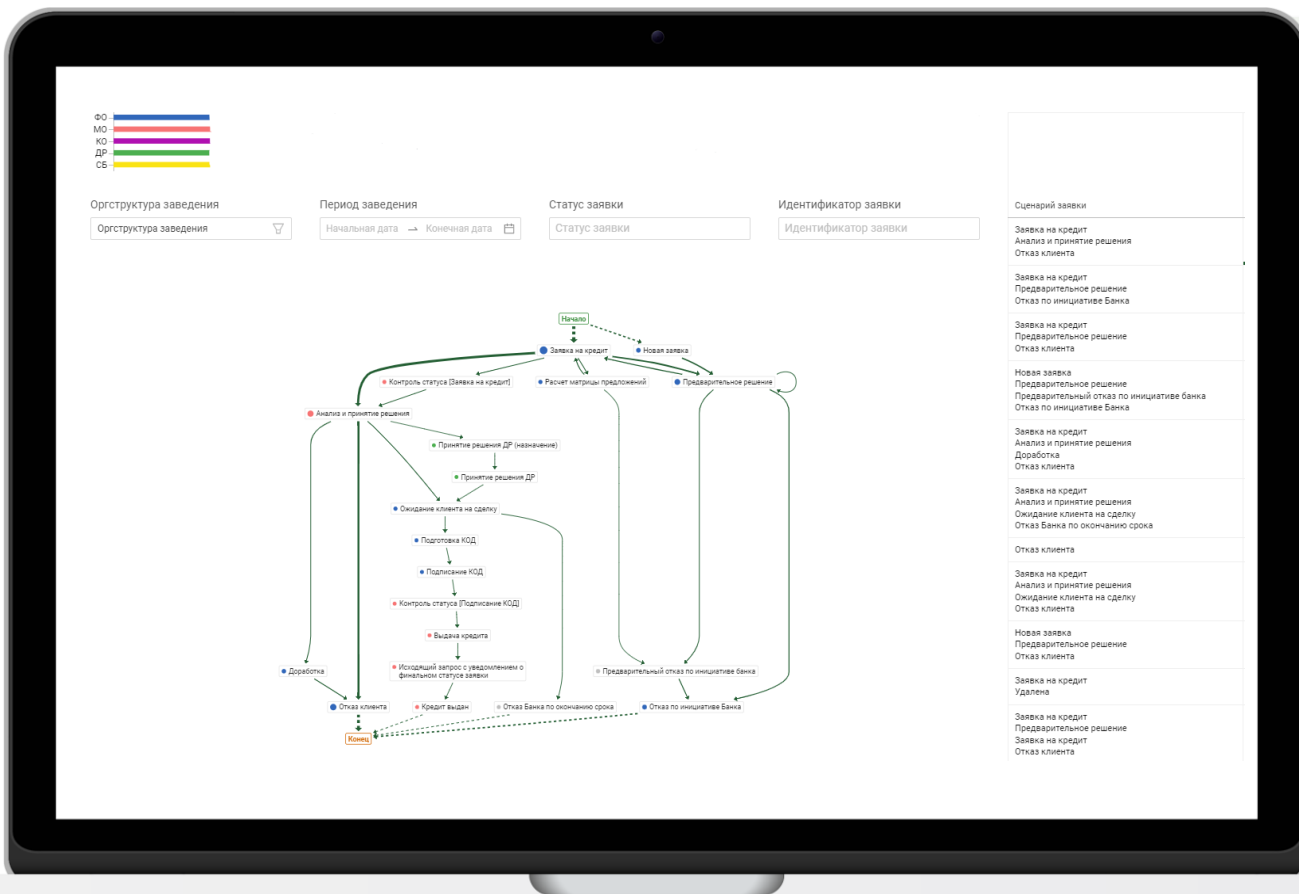 ФО
МО
КО
ДР
СБ
Оргструктура заведения
Период заведения
Статус заявки
Идентификатор заявки
Оргструктура заведения
Начальная дата
Конечная дата
Статус заявки
Идентификатор заявки
Начало
Заявка на кредит
Новая заявка
Контроль статуса [Заявка на кредит]
Расчет матрицы предложений
Предварительное решение
Анализ и принятие решения
Принятие решения ДР (назначение)
Принятие решения ДР
Ожидание клиента на сделку
Подготовка КОД
Подписание КОД
Контроль статуса [Подписание КОД]
Выдача кредита
Доработка
Исходящий запрос с уведомлением о
финальном статусе заявки
Предварительный отказ по инициативе банка
Отказ клиента
Кредит выдан
Отказ Банка по окончанию срока
Отказ по инициативе Банка
Конец
Сценарий заявки
Заявка на кредит
Анализ и принятие решения
Отказ клиента
Заявка на кредит
Предварительное решение
Отказ по инициативе Банка
Заявка на кредит
Предварительное решение
Отказ клиента
Новая заявка
Предварительное решение
Предварительный отказ по инициативе банка
Отказ по инициативе Банка
Заявка на кредит
Анализ и принятие решения
Доработка
Отказ клиента
Заявка на кредит
Анализ и принятие решения
Ожидание клиента на сделку
Отказ Банка по окончанию срока
Отказ клиента
Заявка на кредит
Анализ и принятие решения
Ожидание клиента на сделку
Отказ клиента
Новая заявка
Предварительное решение
Отказ клиента
Заявка на кредит
Удалена
Заявка на кредит
Предварительное решение
Заявка на кредит
Отказ клиента